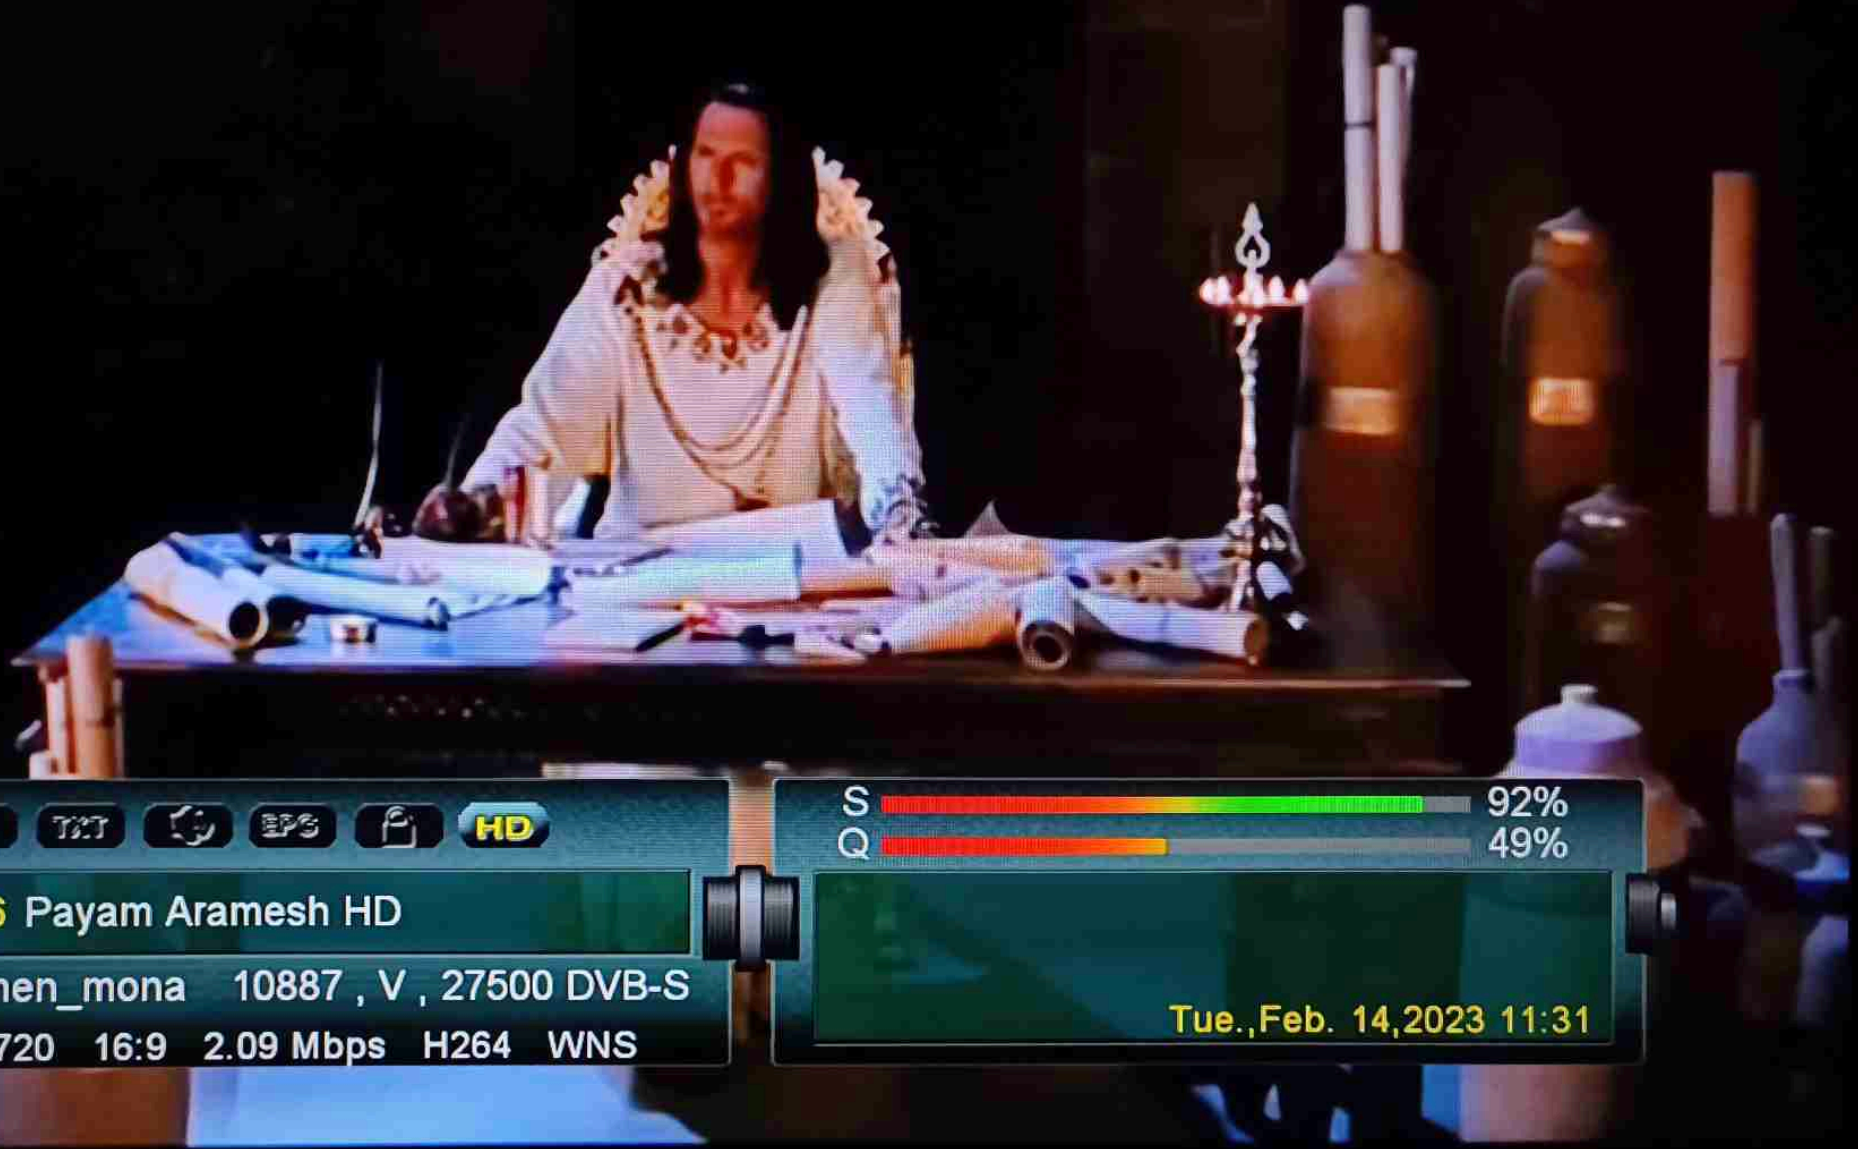 TXT EPG HD
S 92%
Q 49%
Payam Aramesh HD
hen_mona 10887 , V , 27500 DVB-S
720 16:9 2.09 Mbps H264 WNS
Tue.,Feb. 14,2023 11:31